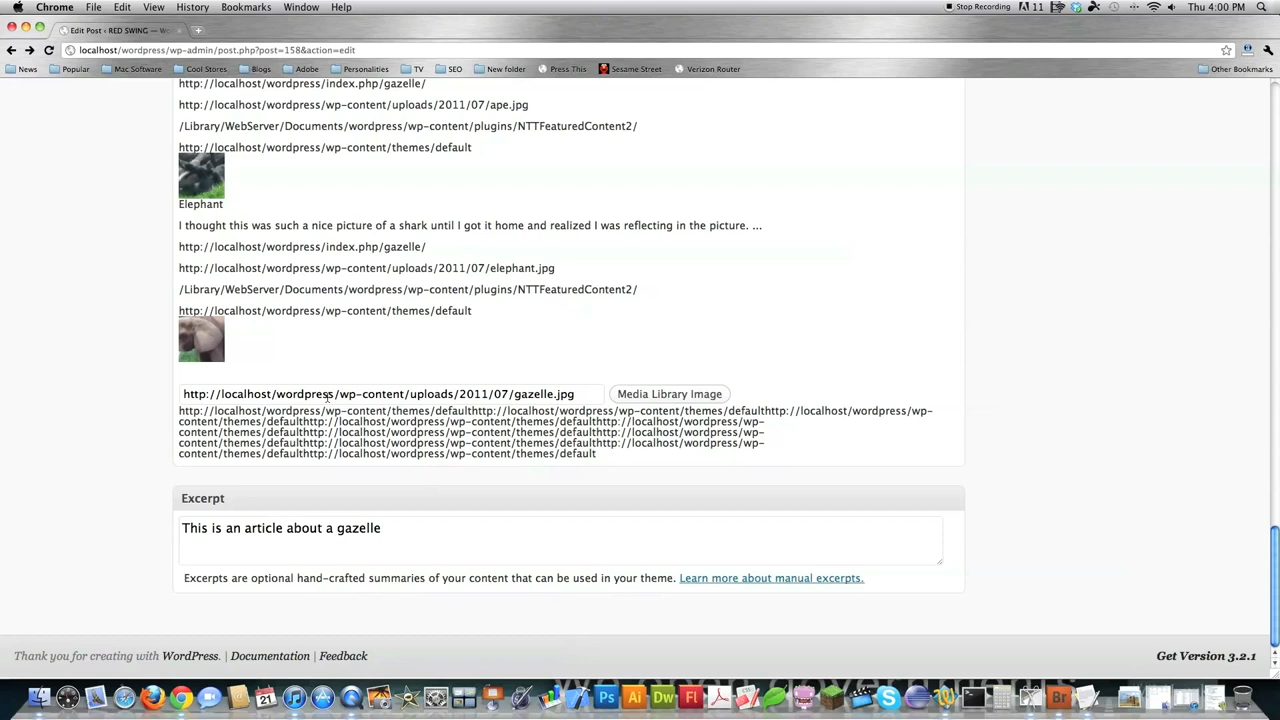 Chrome File Edit View History Bookmarks Window Help Stop Recording 11 Thu 4:00 PM
Edit Post ‹ RED SWING — Wo
localhost/wordpress/wp-admin/post.php?post=158&action=edit
News Popular Mac Software Cool Stores Blogs Adobe Personalities TV SEO New folder Press This Sesame Street Verizon Router Other Bookmarks
http://localhost/wordpress/index.php/gazelle/
http://localhost/wordpress/wp-content/uploads/2011/07/ape.jpg
/Library/WebServer/Documents/wordpress/wp-content/plugins/NTTFeaturedContent2/
http://localhost/wordpress/wp-content/themes/default
Elephant
I thought this was such a nice picture of a shark until I got it home and realized I was reflecting in the picture. ...
http://localhost/wordpress/index.php/gazelle/
http://localhost/wordpress/wp-content/uploads/2011/07/elephant.jpg
/Library/WebServer/Documents/wordpress/wp-content/plugins/NTTFeaturedContent2/
http://localhost/wordpress/wp-content/themes/default
http://localhost/wordpress/wp-content/uploads/2011/07/gazelle.jpg Media Library Image
http://localhost/wordpress/wp-content/themes/defaulthttp://localhost/wordpress/wp-content/themes/defaulthttp://localhost/wordpress/wp-
content/themes/defaulthttp://localhost/wordpress/wp-content/themes/defaulthttp://localhost/wordpress/wp-
content/themes/defaulthttp://localhost/wordpress/wp-content/themes/defaulthttp://localhost/wordpress/wp-
content/themes/defaulthttp://localhost/wordpress/wp-content/themes/defaulthttp://localhost/wordpress/wp-
content/themes/defaulthttp://localhost/wordpress/wp-content/themes/default
Excerpt
This is an article about a gazelle
Excerpts are optional hand-crafted summaries of your content that can be used in your theme. Learn more about manual excerpts.
Thank you for creating with WordPress. | Documentation | Feedback Get Version 3.2.1
21 Ps Ai Dw Fl Br